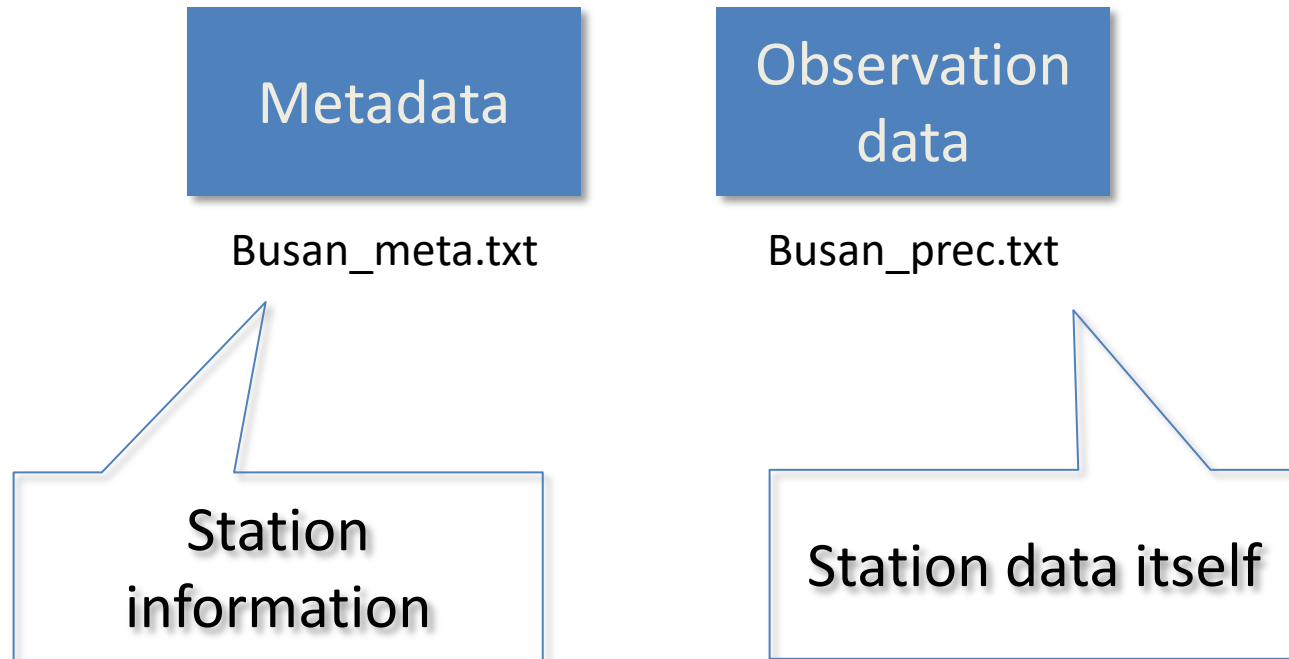 Metadata
Observation
data
Busan_meta.txt
Busan_prec.txt
Station
information
Station data itself